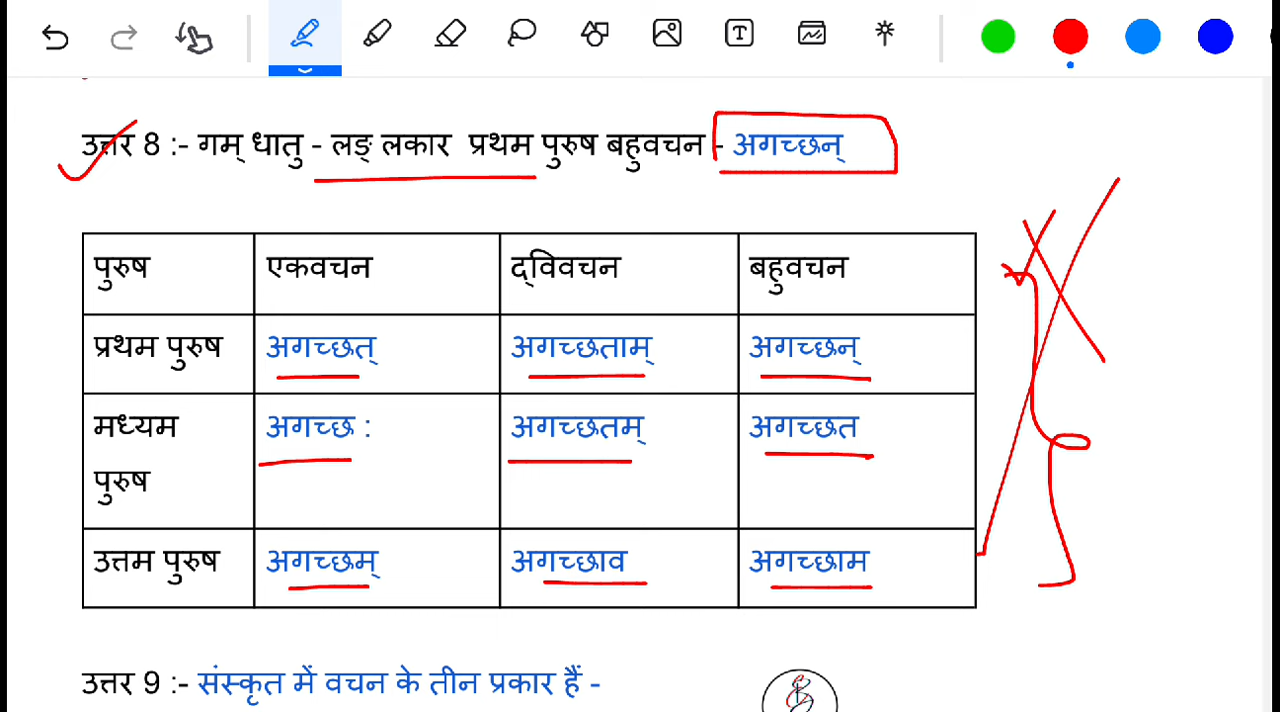 उत्तर 8 :- गम् धातु - लङ् लकार प्रथम पुरुष बहुवचन - अगच्छन्
पुरुष एकवचन द्विवचन बहुवचन
प्रथम पुरुष अगच्छत् अगच्छताम् अगच्छन्
मध्यम अगच्छ : अगच्छतम् अगच्छत
पुरुष
उत्तम पुरुष अगच्छम् अगच्छाव अगच्छाम
उत्तर 9 :- संस्कृत में वचन के तीन प्रकार हैं -